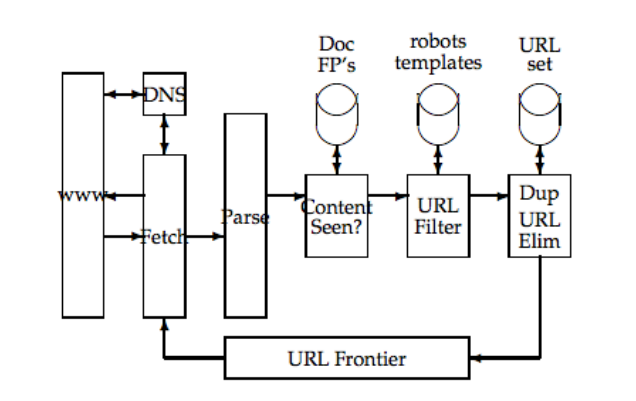 Doc
FP's
robots
templates
URL
set
DNS
www
Fetch
Parse
Content
Seen?
URL
Filter
Dup
URL
Elim
URL Frontier